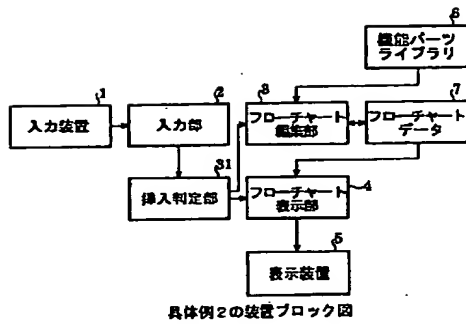 6
機能パーツ
ライブラリ
1
入力装置
2
入力部
3
フローチャート
編集部
7
フローチャート
データ
31
挿入判定部
4
フローチャート
表示部
5
表示装置
具体例2の装置ブロック図